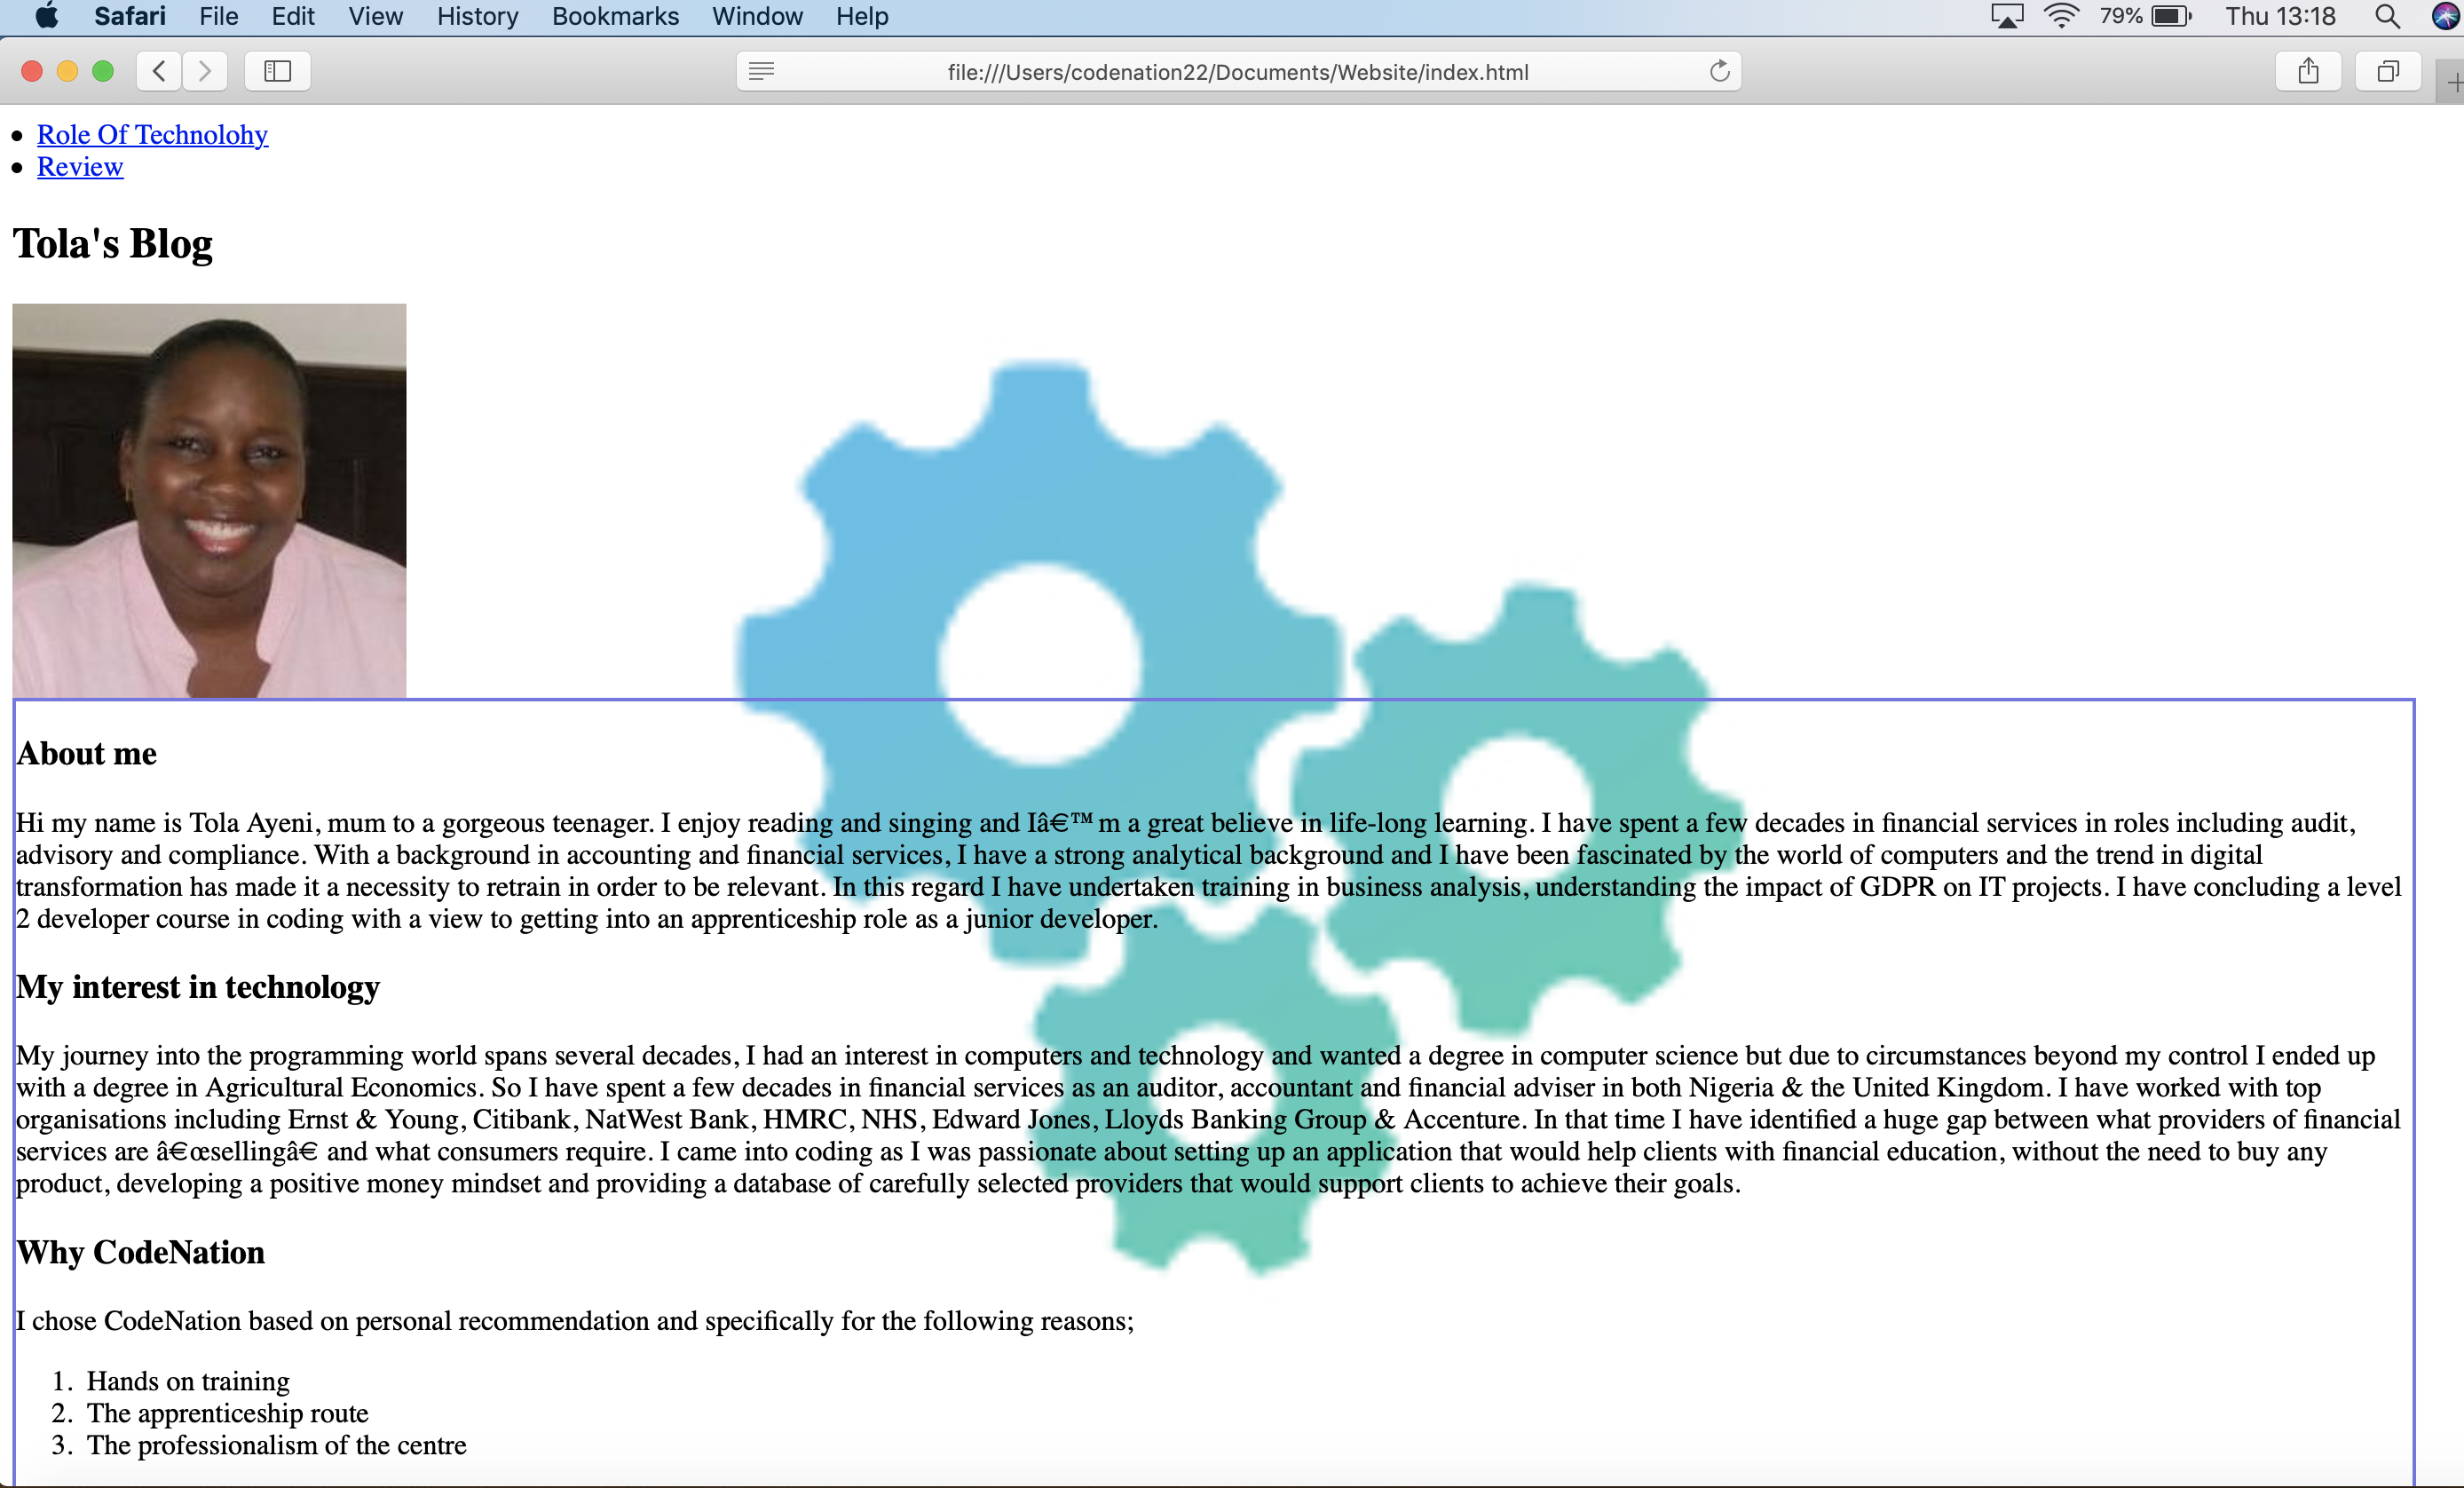 Safari File Edit View History Bookmarks Window Help 79% Thu 13:18
file:///Users/codenation22/Documents/Website/index.html
Role Of Technolohy
Review
Tola's Blog
About me
Hi my name is Tola Ayeni, mum to a gorgeous teenager. I enjoy reading and singing and Iâ€™m a great believe in life-long learning. I have spent a few decades in financial services in roles including audit,
advisory and compliance. With a background in accounting and financial services, I have a strong analytical background and I have been fascinated by the world of computers and the trend in digital
transformation has made it a necessity to retrain in order to be relevant. In this regard I have undertaken training in business analysis, understanding the impact of GDPR on IT projects. I have concluding a level
2 developer course in coding with a view to getting into an apprenticeship role as a junior developer.
My interest in technology
My journey into the programming world spans several decades, I had an interest in computers and technology and wanted a degree in computer science but due to circumstances beyond my control I ended up
with a degree in Agricultural Economics. So I have spent a few decades in financial services as an auditor, accountant and financial adviser in both Nigeria & the United Kingdom. I have worked with top
organisations including Ernst & Young, Citibank, NatWest Bank, HMRC, NHS, Edward Jones, Lloyds Banking Group & Accenture. In that time I have identified a huge gap between what providers of financial
services are â€œsellingâ€ and what consumers require. I came into coding as I was passionate about setting up an application that would help clients with financial education, without the need to buy any
product, developing a positive money mindset and providing a database of carefully selected providers that would support clients to achieve their goals.
Why CodeNation
I chose CodeNation based on personal recommendation and specifically for the following reasons;
1. Hands on training
2. The apprenticeship route
3. The professionalism of the centre